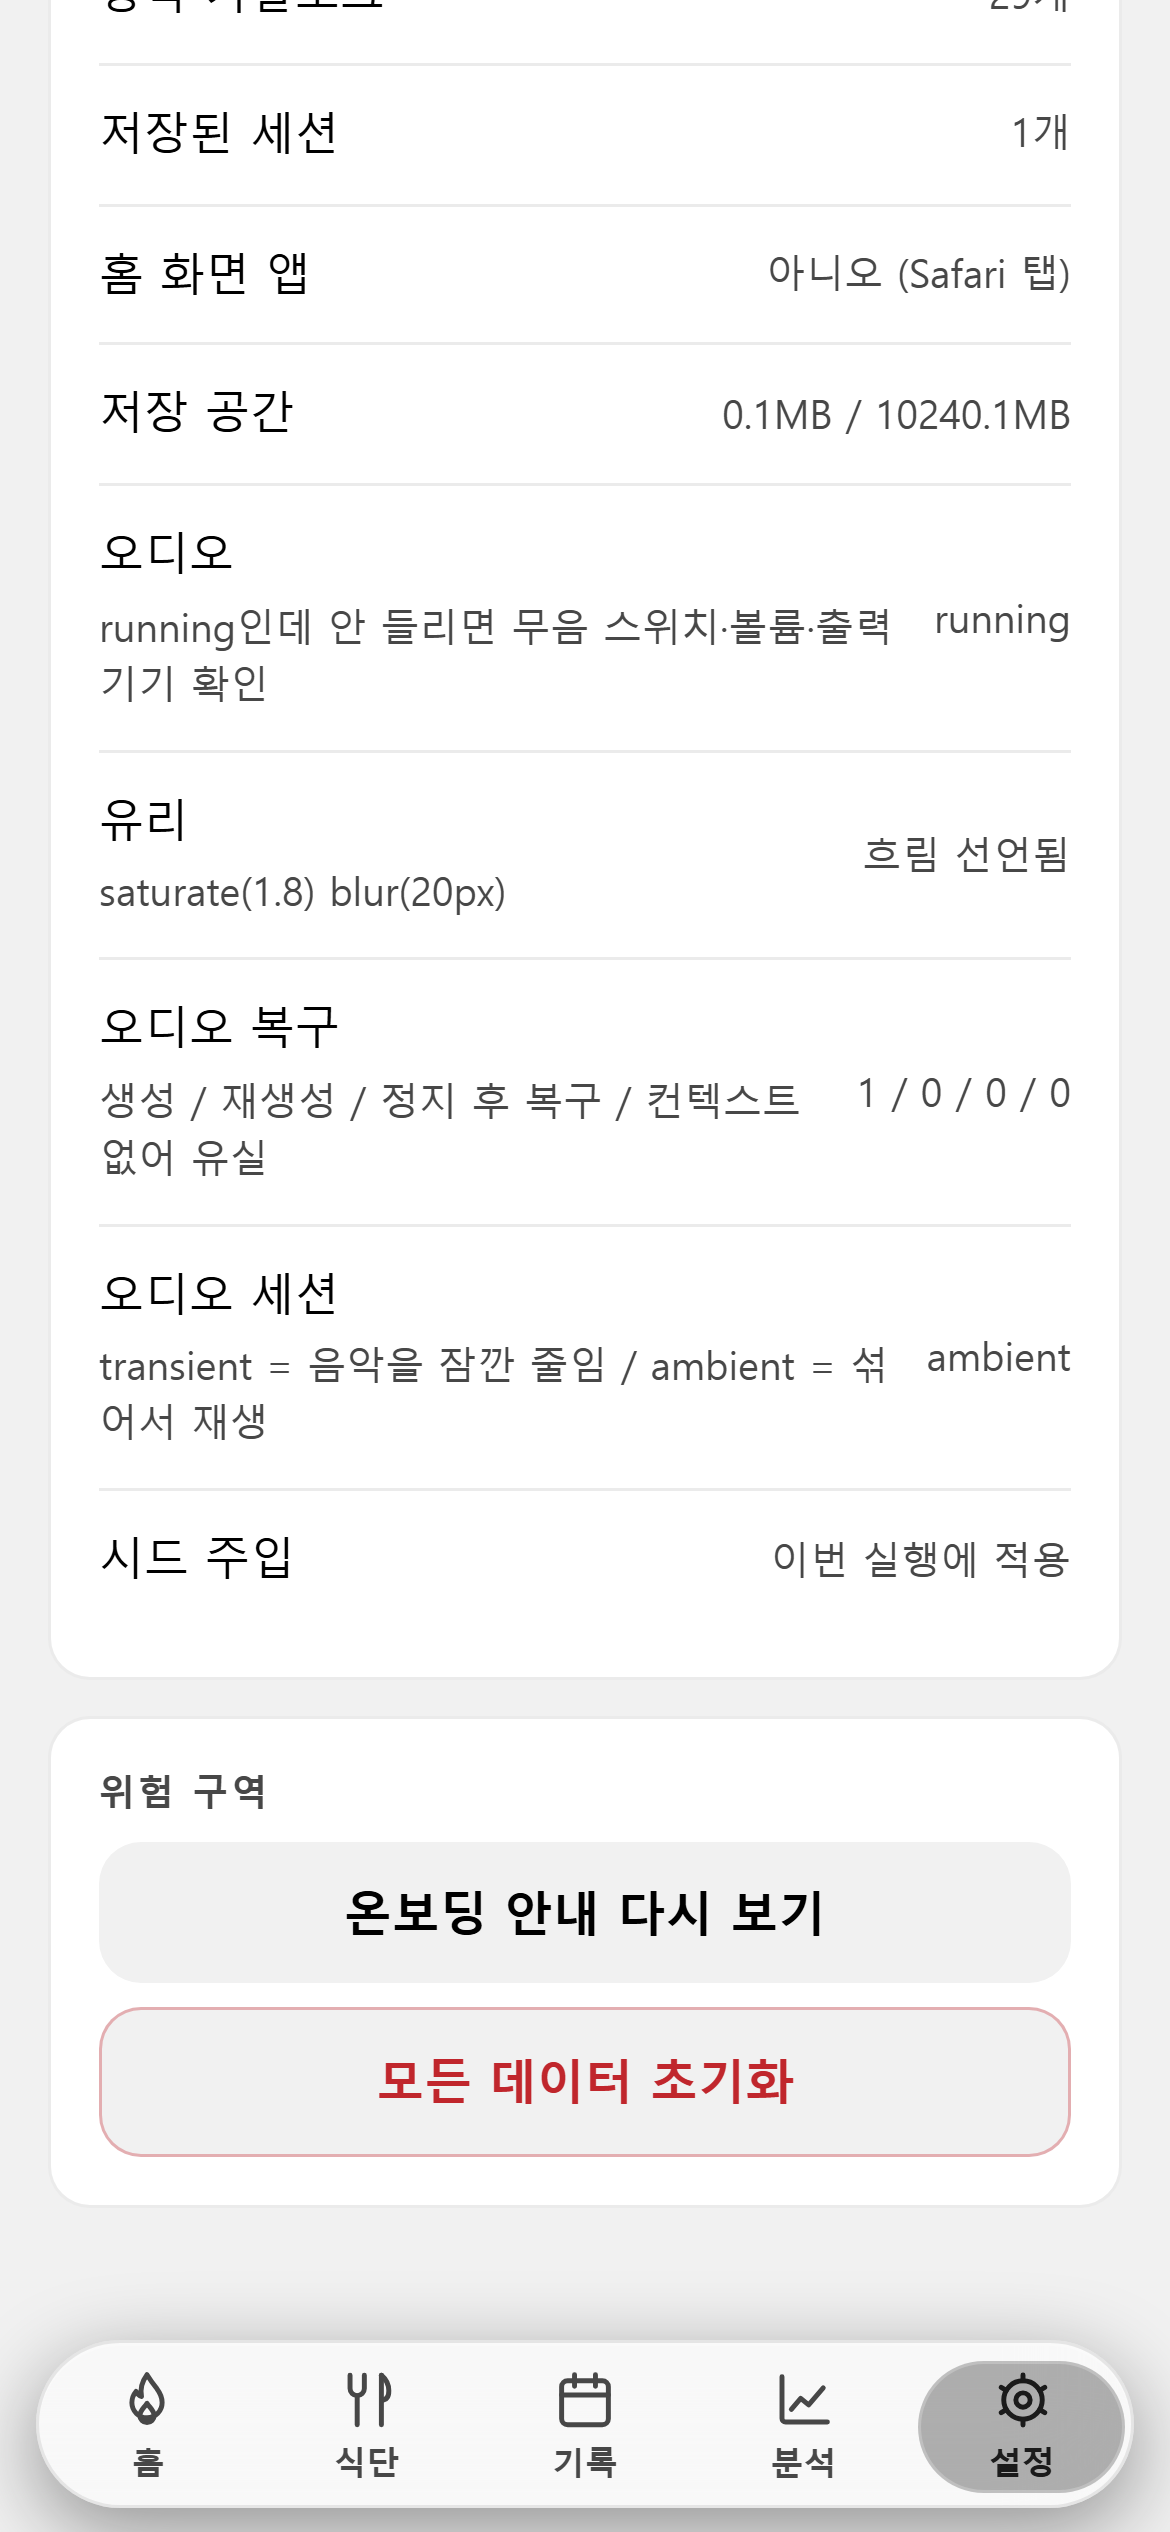 저장된 세션
1개
홈 화면 앱
아니오 (Safari 탭)
저장 공간
0.1MB / 10240.1MB
오디오
running인데 안 들리면 무음 스위치·볼륨·출력
기기 확인
running
유리
saturate(1.8) blur(20px)
흐림 선언됨
오디오 복구
생성 / 재생성 / 정지 후 복구 / 컨텍스트
없어 유실
1 / 0 / 0 / 0
오디오 세션
transient = 음악을 잠깐 줄임 / ambient = 섞
어서 재생
ambient
시드 주입
이번 실행에 적용
위험 구역
온보딩 안내 다시 보기
모든 데이터 초기화
홈
식단
기록
분석
설정